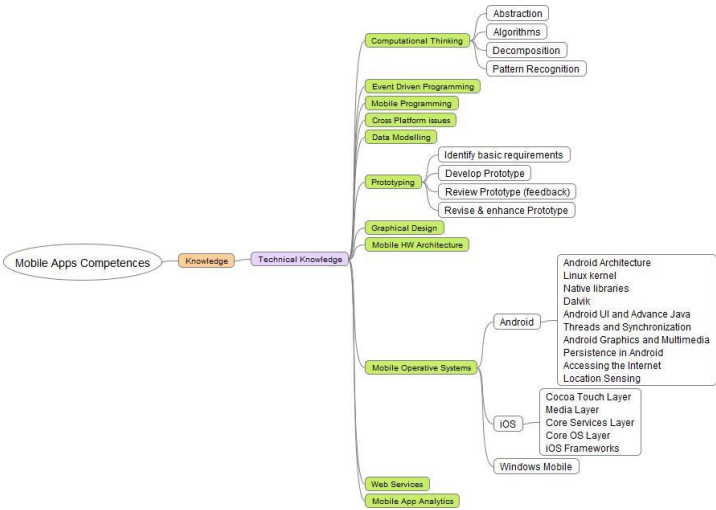 Mobile Apps Competences
Knowledge
Technical Knowledge
Computational Thinking
Abstraction
Algorithms
Decomposition
Pattern Recognition
Event Driven Programming
Mobile Programming
Cross Platform issues
Data Modelling
Prototyping
Identify basic requirements
Develop Prototype
Review Prototype (feedback)
Revise & enhance Prototype
Graphical Design
Mobile HW Architecture
Mobile Operative Systems
Android
Android Architecture
Linux kernel
Native libraries
Dalvik
Android UI and Advance Java
Threads and Synchronization
Android Graphics and Multimedia
Persistence in Android
Accessing the Internet
Location Sensing
iOS
Cocoa Touch Layer
Media Layer
Core Services Layer
Core OS Layer
iOS Frameworks
Windows Mobile
Web Services
Mobile App Analytics